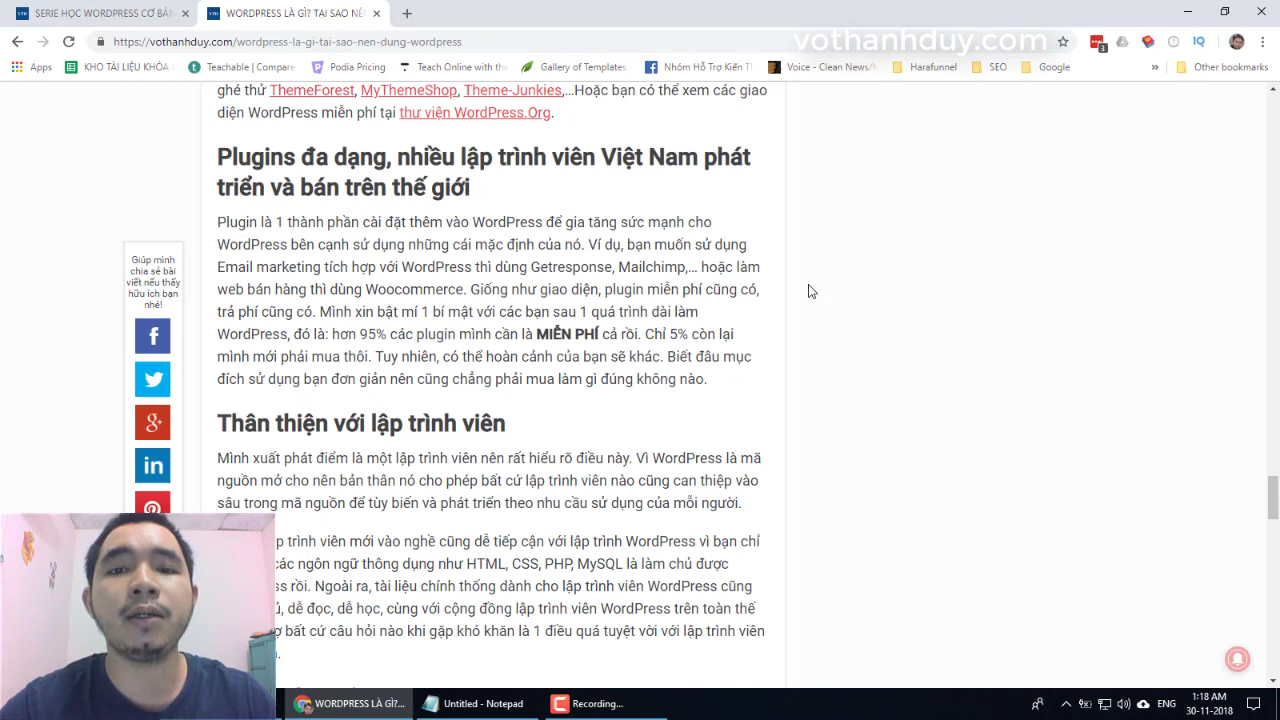 SERIE HỌC WORDPRESS CƠ BẢN
WORDPRESS LÀ GÌ? TẠI SAO NÊN
https://vothanhduy.com/wordpress-la-gi-tai-sao-nen-dung-wordpress
vothanhduy.com
3
IQ
Apps
KHO TÀI LIỆU KHÓA
Teachable | Compare
Podia Pricing
Teach Online with the
Gallery of Templates
Nhóm Hỗ Trợ Kiến Th
Voice - Clean News/M
Harafunnel
SEO
Google
»
Other bookmarks
ghé thử ThemeForest, MyThemeShop, Theme-Junkies,...Hoặc bạn có thể xem các giao
diện WordPress miễn phí tại thư viện WordPress.Org.
Plugins đa dạng, nhiều lập trình viên Việt Nam phát
triển và bán trên thế giới
Plugin là 1 thành phần cài đặt thêm vào WordPress để gia tăng sức mạnh cho
WordPress bên cạnh sử dụng những cái mặc định của nó. Ví dụ, bạn muốn sử dụng
Email marketing tích hợp với WordPress thì dùng Getresponse, Mailchimp,... hoặc làm
web bán hàng thì dùng Woocommerce. Giống như giao diện, plugin miễn phí cũng có,
trả phí cũng có. Mình xin bật mí 1 bí mật với các bạn sau 1 quá trình dài làm
WordPress, đó là: hơn 95% các plugin mình cần là MIỄN PHÍ cả rồi. Chỉ 5% còn lại
mình mới phải mua thôi. Tuy nhiên, có thể hoàn cảnh của bạn sẽ khác. Biết đâu mục
đích sử dụng bạn đơn giản nên cũng chẳng phải mua làm gì đúng không nào.
Giúp mình
chia sẻ bài
viết nếu thấy
hữu ích bạn
nhé!
Thân thiện với lập trình viên
Mình xuất phát điểm là một lập trình viên nên rất hiểu rõ điều này. Vì WordPress là mã
nguồn mở cho nên bản thân nó cho phép bất cứ lập trình viên nào cũng can thiệp vào
sâu trong mã nguồn để tùy biến và phát triển theo nhu cầu sử dụng của mỗi người.
p trình viên mới vào nghề cũng dễ tiếp cận với lập trình WordPress vì bạn chỉ
các ngôn ngữ thông dụng như HTML, CSS, PHP, MySQL là làm chủ được
ss rồi. Ngoài ra, tài liệu chính thống dành cho lập trình viên WordPress cũng
, dễ đọc, dễ học, cùng với cộng đồng lập trình viên WordPress trên toàn thế
bất cứ câu hỏi nào khi gặp khó khăn là 1 điều quá tuyệt vời với lập trình viên
WORDPRESS LÀ GÌ?...
Untitled - Notepad
Recording...
ENG
1:18 AM
30-11-2018